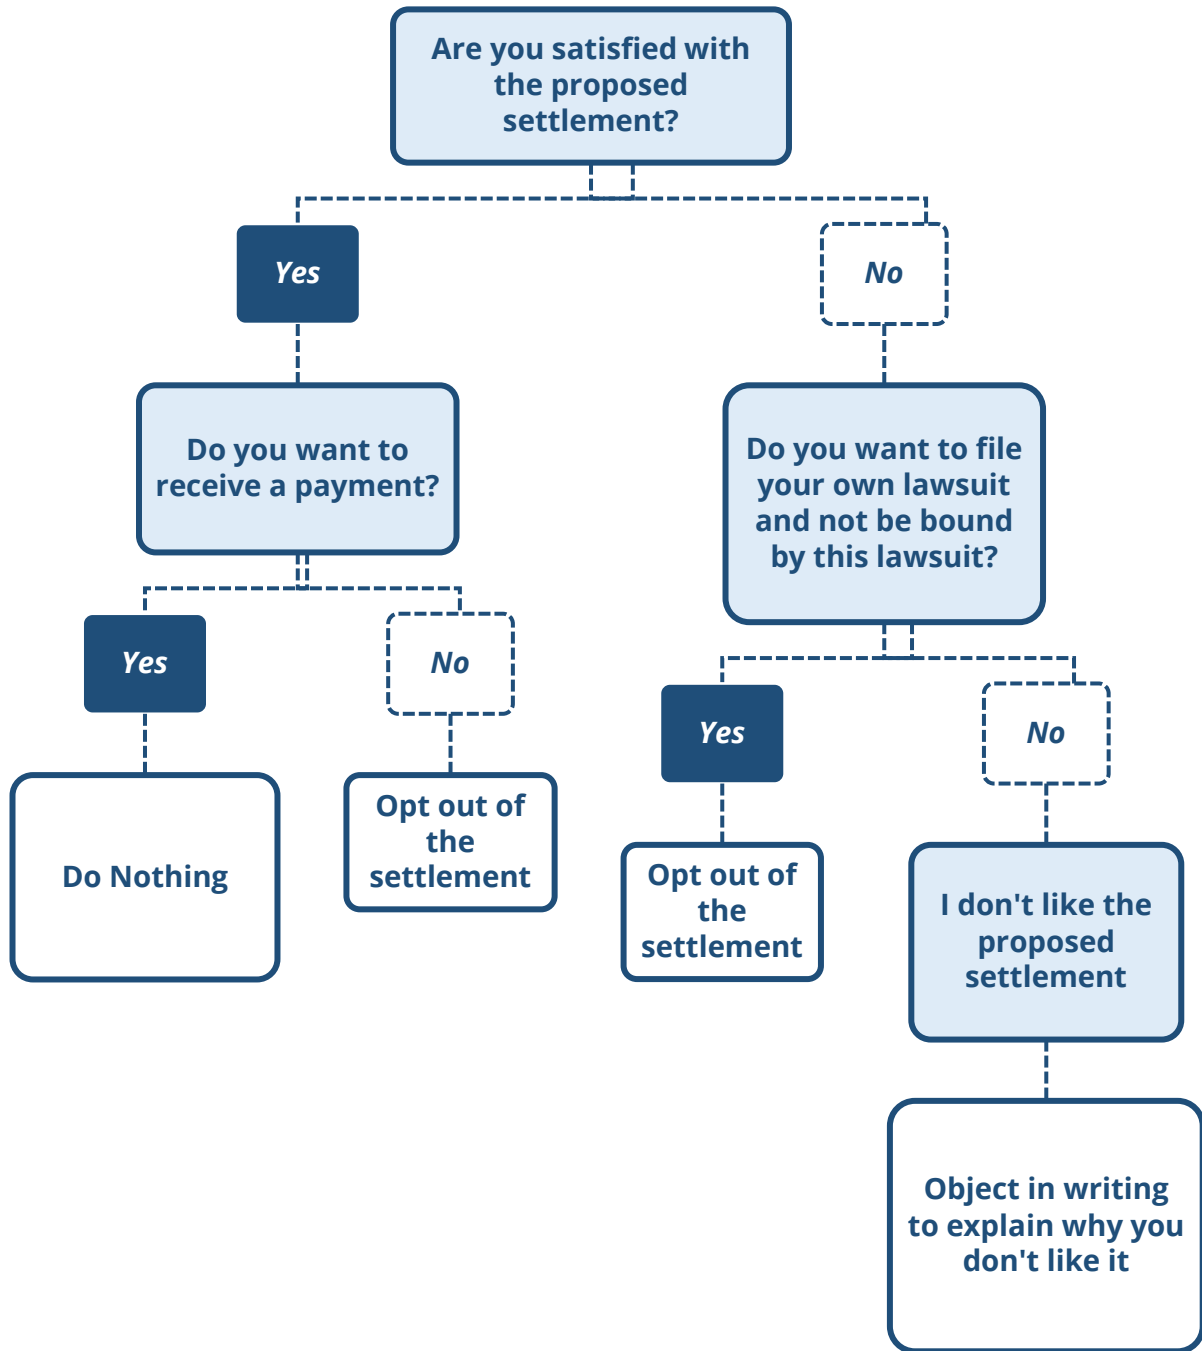 Are you satisfied with
the proposed
settlement?
Yes
No
Do you want to
receive a payment?
Do you want to file
your own lawsuit
and not be bound
by this lawsuit?
Yes
No
Yes
No
Do Nothing
Opt out of
the
settlement
Opt out of
the
settlement
I don't like the
proposed
settlement
Object in writing
to explain why you
don't like it